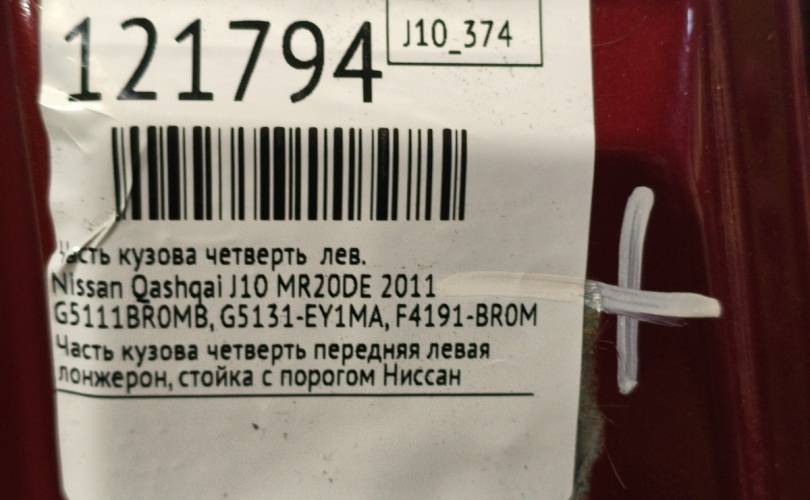 121794
J10_374
Часть кузова четверть лев.
Nissan Qashqai J10 MR20DE 2011
G5111BR0MB, G5131-EY1MA, F4191-BR0M
Часть кузова четверть передняя левая
лонжерон, стойка с порогом Ниссан